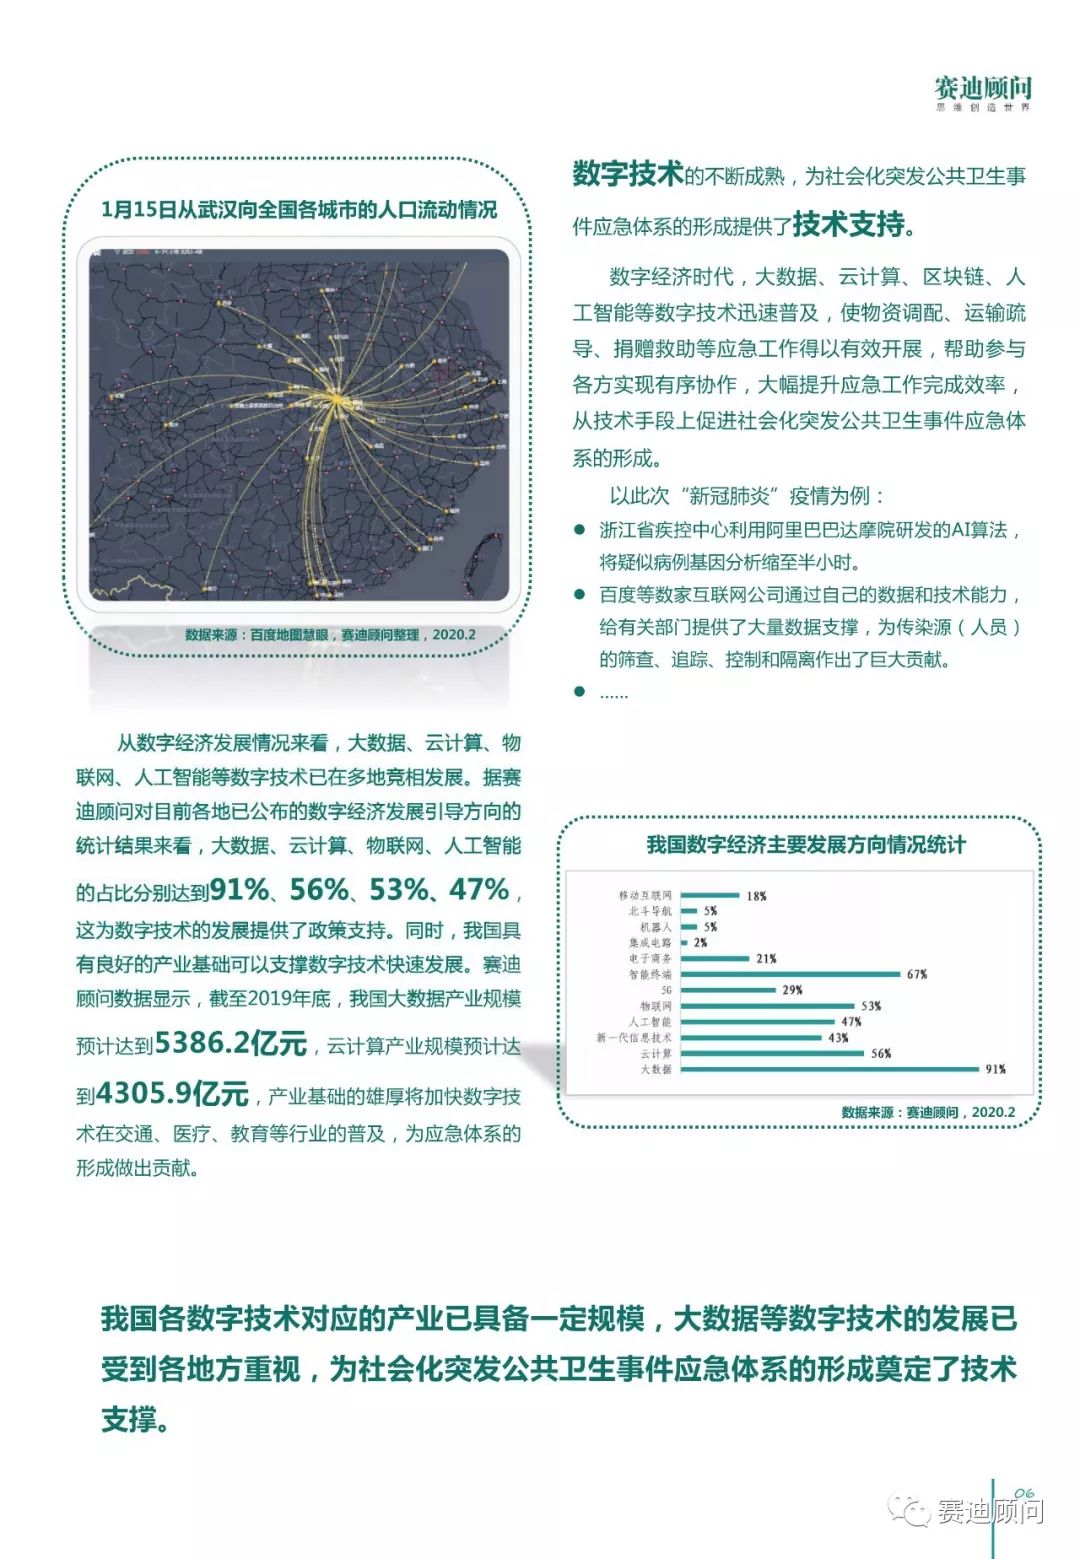 赛迪顾问
思维创造世界
1月15日从武汉向全国各城市的人口流动情况
数据来源：百度地图慧眼，赛迪顾问整理，2020.2
从数字经济发展情况来看，大数据、云计算、物
联网、人工智能等数字技术已在多地竞相发展。据赛
迪顾问对目前各地已公布的数字经济发展引导方向的
统计结果来看，大数据、云计算、物联网、人工智能
的占比分别达到91%、56%、53%、47%，
这为数字技术的发展提供了政策支持。同时，我国具
有良好的产业基础可以支撑数字技术快速发展。赛迪
顾问数据显示，截至2019年底，我国大数据产业规模
预计达到5386.2亿元，云计算产业规模预计达
到4305.9亿元，产业基础的雄厚将加快数字技
术在交通、医疗、教育等行业的普及，为应急体系的
形成做出贡献。
数字技术的不断成熟，为社会化突发公共卫生事
件应急体系的形成提供了技术支持。
数字经济时代，大数据、云计算、区块链、人
工智能等数字技术迅速普及，使物资调配、运输疏
导、捐赠救助等应急工作得以有效开展，帮助参与
各方实现有序协作，大幅提升应急工作完成效率，
从技术手段上促进社会化突发公共卫生事件应急体
系的形成。
以此次“新冠肺炎”疫情为例：
● 浙江省疾控中心利用阿里巴巴达摩院研发的AI算法，
将疑似病例基因分析缩至半小时。
● 百度等数家互联网公司通过自己的数据和技术能力，
给有关部门提供了大量数据支撑，为传染源（人员）
的筛查、追踪、控制和隔离作出了巨大贡献。
● ……
我国数字经济主要发展方向情况统计
移动互联网 18%
北斗导航 5%
机器人 5%
集成电路 2%
电子商务 21%
智能终端 67%
5G 29%
物联网 53%
人工智能 47%
新一代信息技术 43%
云计算 56%
大数据 91%
数据来源：赛迪顾问，2020.2
我国各数字技术对应的产业已具备一定规模，大数据等数字技术的发展已
受到各地方重视，为社会化突发公共卫生事件应急体系的形成奠定了技术
支撑。
06
赛迪顾问